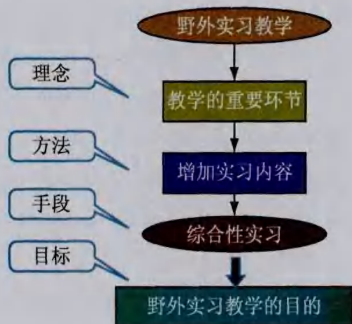 野外实习教学
理念
教学的重要环节
方法
增加实习内容
手段
综合性实习
目标
野外实习教学的目的